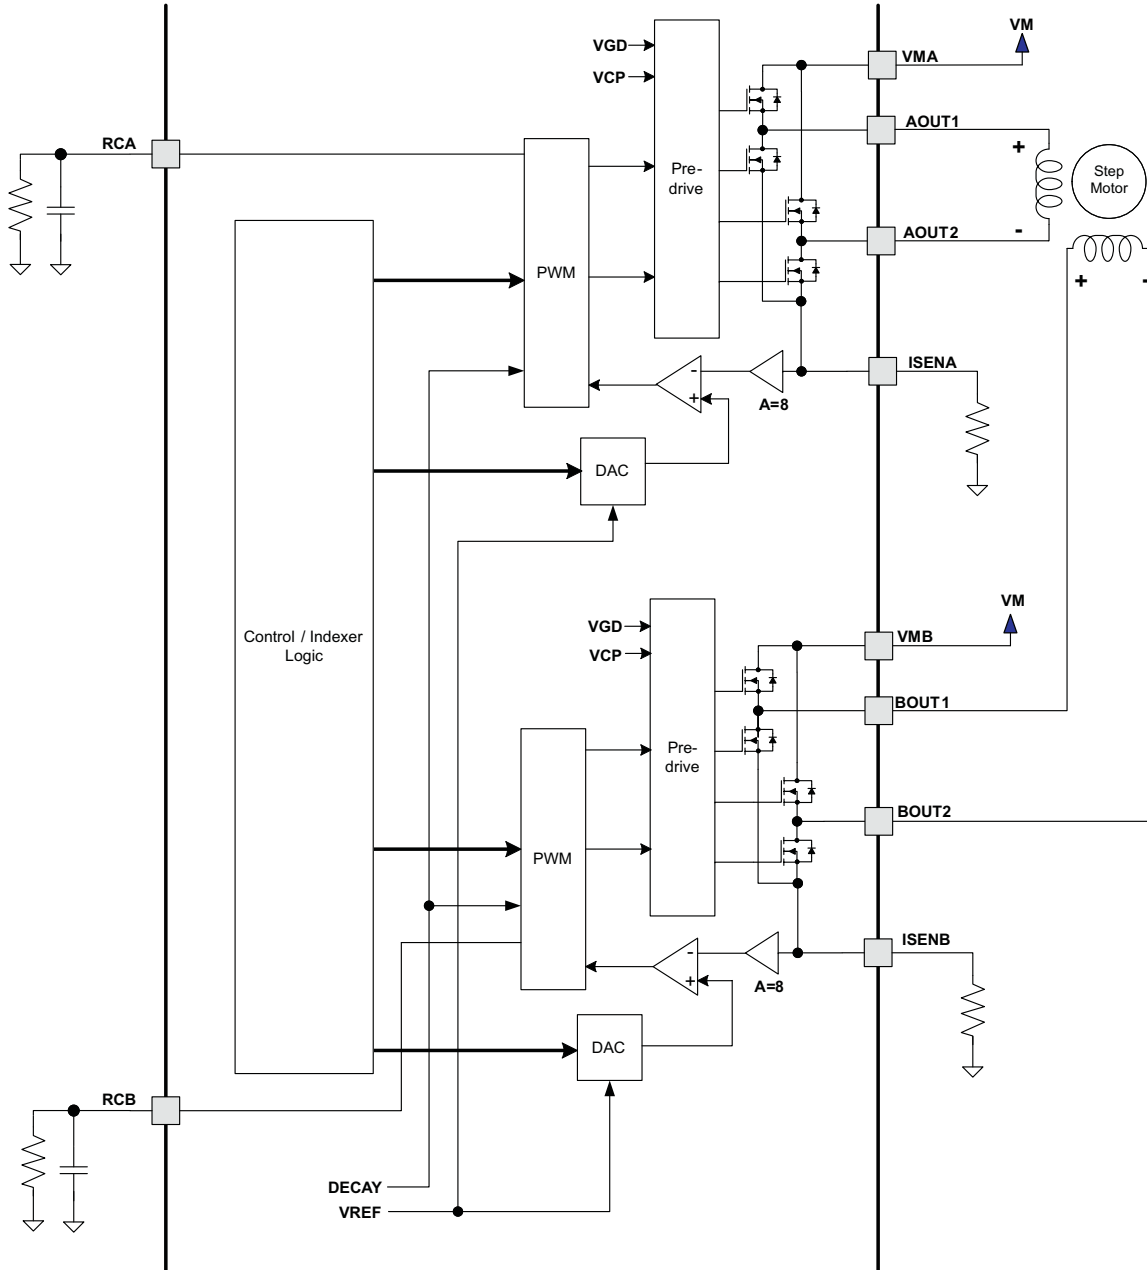 VM
VGD
VMA
VCP
AOUT1
RCA
+
Pre-
drive
Step
Motor
AOUT2
-
PWM
+
-
ISENA
-
+
A=8
DAC
Control / Indexer
Logic
VM
VGD
VMB
VCP
BOUT1
Pre-
drive
BOUT2
PWM
ISENB
-
+
A=8
DAC
RCB
DECAY
VREF